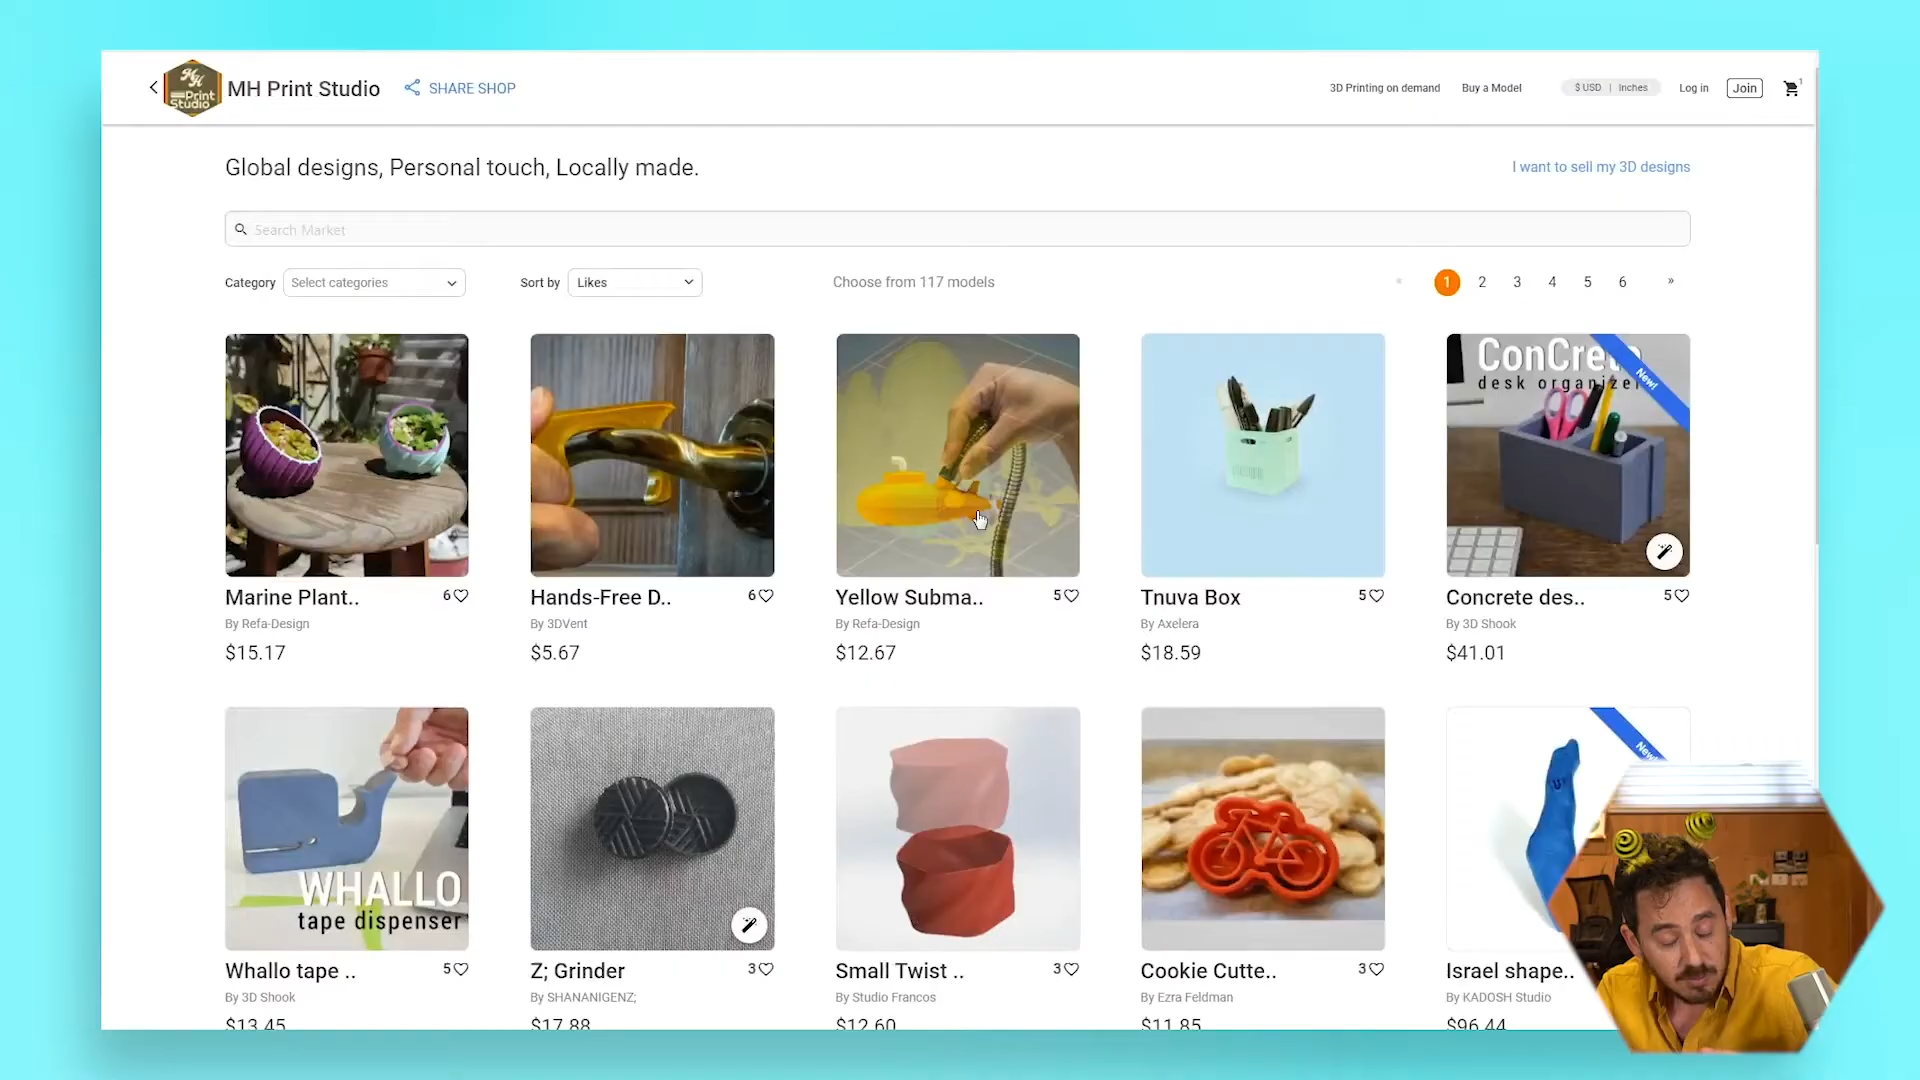 MH Print Studio
MH Print Studio
SHARE SHOP
3D Printing on demand
Buy a Model
$ USD | Inches
Log in
Join
1
Global designs, Personal touch, Locally made.
I want to sell my 3D designs
Search Market
Category
Select categories
Sort by
Likes
Choose from 117 models
« 1 2 3 4 5 6 »
ConCrete
desk organizer
New!
Marine Plant.. 6
By Refa-Design
$15.17
Hands-Free D.. 6
By 3DVent
$5.67
Yellow Subma.. 5
By Refa-Design
$12.67
Tnuva Box 5
By Axelera
$18.59
Concrete des.. 5
By 3D Shook
$41.01
WHALLO
tape dispenser
New!
Whallo tape .. 5
By 3D Shook
$13.45
Z; Grinder 3
By SHANANIGENZ;
$17.88
Small Twist .. 3
By Studio Francos
$12.60
Cookie Cutte.. 3
By Ezra Feldman
$11.85
Israel shape..
By KADOSH Studio
$96.44